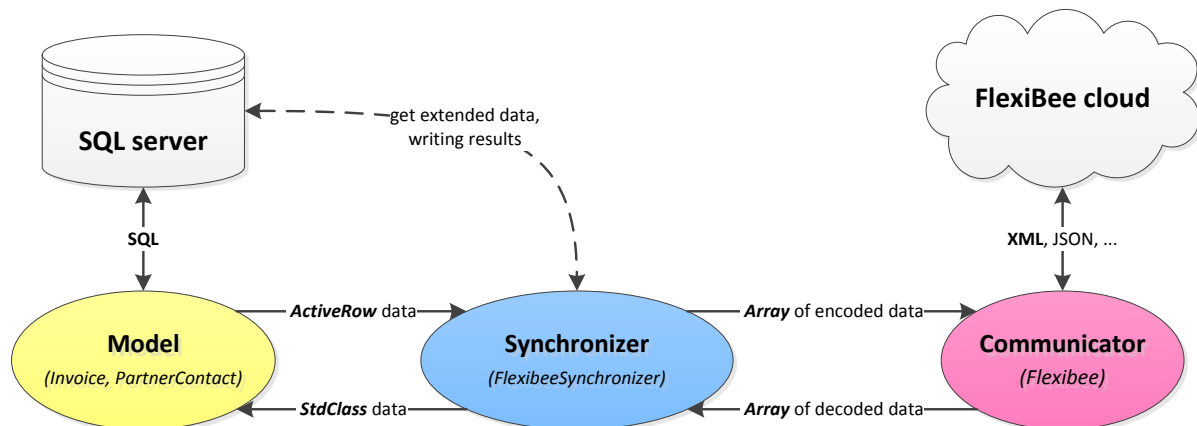 FlexiBee cloud
get extended data,
writing results
SQL server
SQL
XML, JSON, ...
ActiveRow data
Array of encoded data
Model
(Invoice, PartnerContact)
Synchronizer
(FlexibeeSynchronizer)
Communicator
(Flexibee)
StdClass data
Array of decoded data